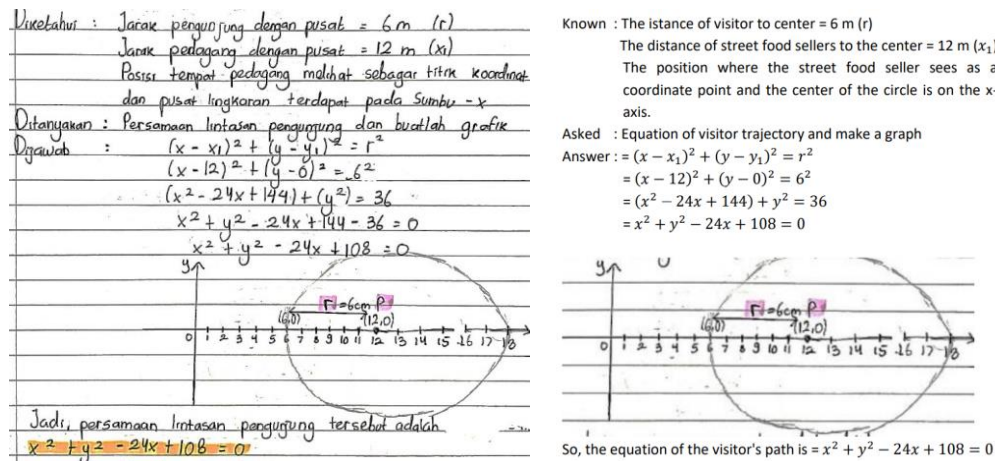 Diketahui : Jarak pengunjung dengan pusat = 6 m (r)
Jarak pedagang dengan pusat = 12 m (x₁)
Posisi tempat pedagang melihat sebagai titik koordinat
dan pusat lingkaran terdapat pada sumbu -x
Ditanyakan : Persamaan lintasan pengunjung dan buatlah grafik
Dijawab : (x - x₁)² + (y - y₁)² = r²
(x - 12)² + (y - 0)² = 6²
(x² - 24x + 144) + (y²) = 36
x² + y² - 24x + 144 - 36 = 0
x² + y² - 24x + 108 = 0
y
r = 6cm P
(6,0) (12,0)
0 1 2 3 4 5 6 7 8 9 10 11 12 13 14 15 16 17 18
Jadi, persamaan lintasan pengunjung tersebut adalah
x² + y² - 24x + 108 = 0
Known : The istance of visitor to center = 6 m (r)
The distance of street food sellers to the center = 12 m (x₁)
The position where the street food seller sees as a
coordinate point and the center of the circle is on the x-
axis.
Asked : Equation of visitor trajectory and make a graph
Answer : = (x − x₁)² + (y − y₁)² = r²
= (x − 12)² + (y − 0)² = 6²
= (x² − 24x + 144) + y² = 36
= x² + y² − 24x + 108 = 0
y
r = 6cm P
(6,0) (12,0)
0 1 2 3 4 5 6 7 8 9 10 11 12 13 14 15 16 17 18
So, the equation of the visitor's path is = x² + y² − 24x + 108 = 0